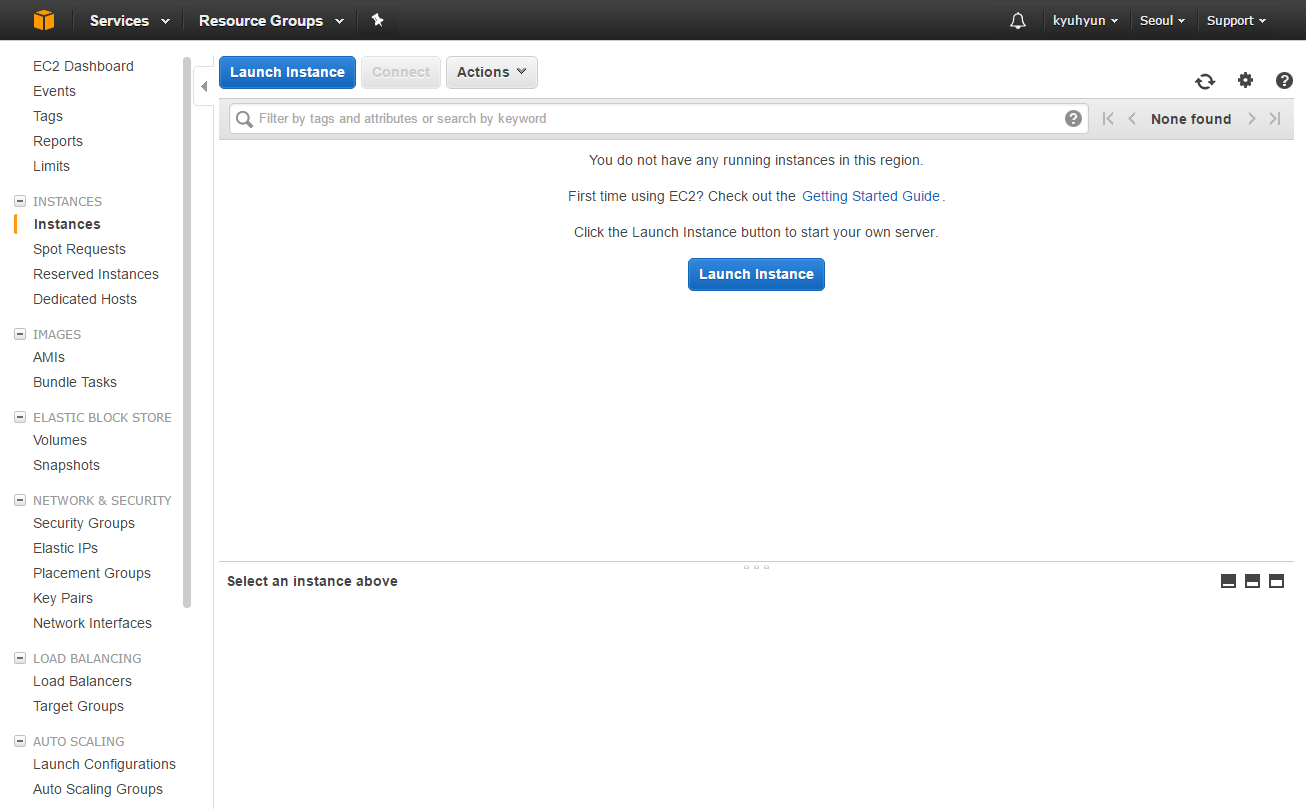 Services Resource Groups kyuhyun Seoul Support
EC2 Dashboard
Events
Tags
Reports
Limits
INSTANCES
Instances
Spot Requests
Reserved Instances
Dedicated Hosts
IMAGES
AMIs
Bundle Tasks
ELASTIC BLOCK STORE
Volumes
Snapshots
NETWORK & SECURITY
Security Groups
Elastic IPs
Placement Groups
Key Pairs
Network Interfaces
LOAD BALANCING
Load Balancers
Target Groups
AUTO SCALING
Launch Configurations
Auto Scaling Groups
Launch Instance Connect Actions
Filter by tags and attributes or search by keyword None found
You do not have any running instances in this region.
First time using EC2? Check out the Getting Started Guide.
Click the Launch Instance button to start your own server.
Launch Instance
Select an instance above